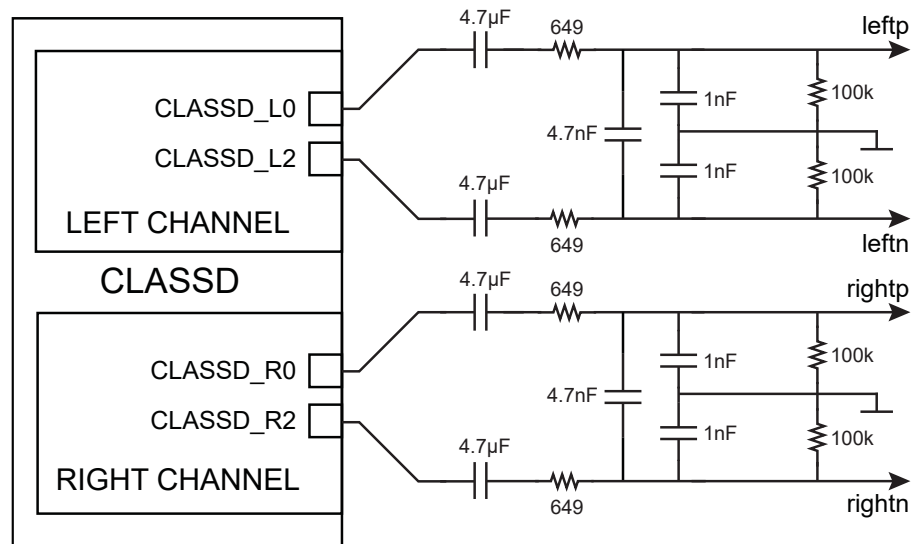 4.7µF
649
leftp
CLASSD_L0
1nF
100k
4.7nF
CLASSD_L2
4.7µF
1nF
100k
LEFT CHANNEL
649
leftn
CLASSD
4.7µF
649
rightp
CLASSD_R0
1nF
100k
4.7nF
CLASSD_R2
4.7µF
1nF
100k
RIGHT CHANNEL
649
rightn